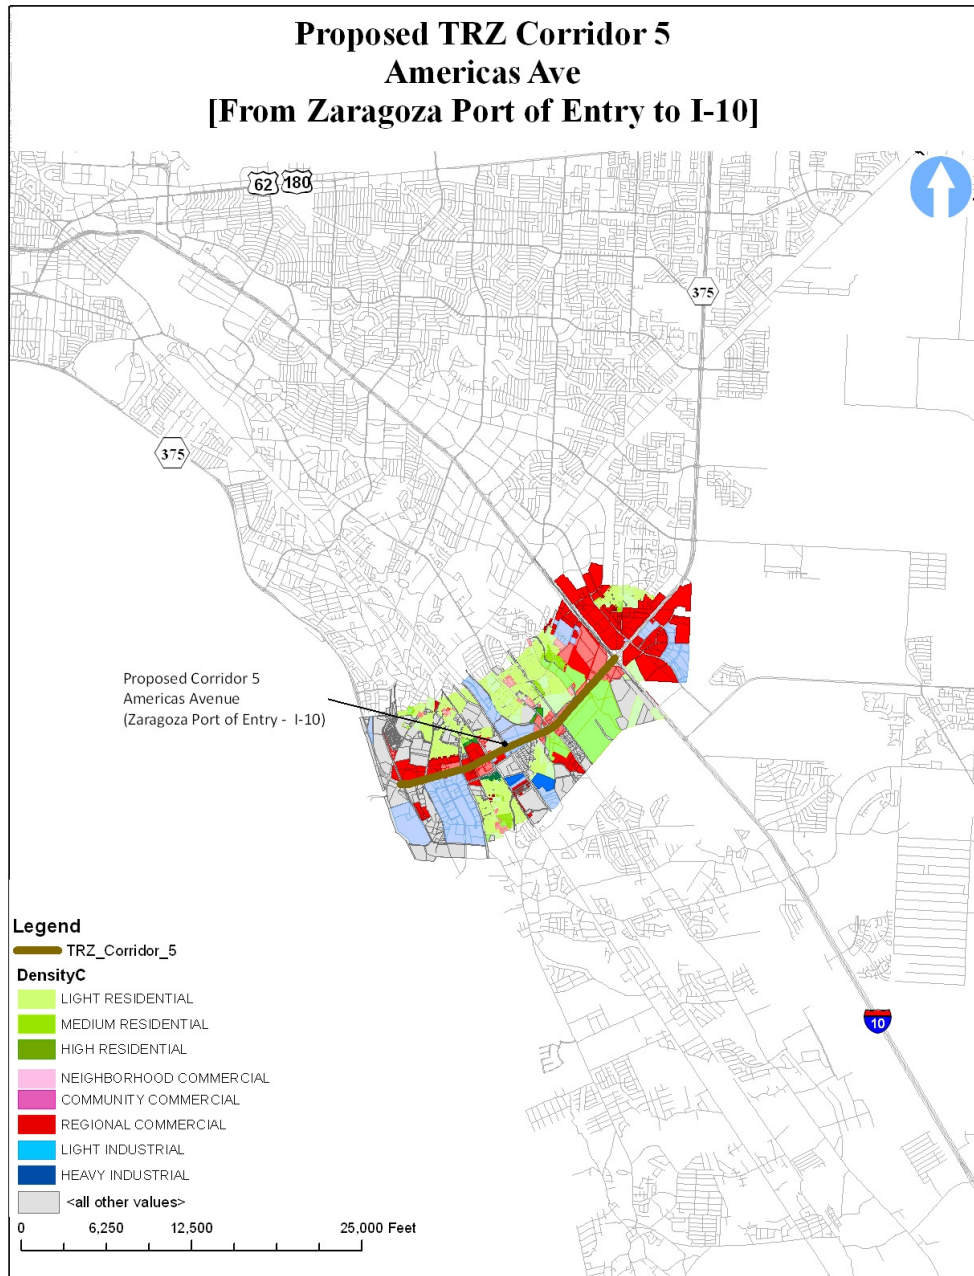 Proposed TRZ Corridor 5
Americas Ave
[From Zaragoza Port of Entry to I-10]
62 180
375
375
Proposed Corridor 5
Americas Avenue
(Zaragoza Port of Entry - I-10)
Legend
TRZ_Corridor_5
DensityC
LIGHT RESIDENTIAL
MEDIUM RESIDENTIAL
HIGH RESIDENTIAL
NEIGHBORHOOD COMMERCIAL
COMMUNITY COMMERCIAL
REGIONAL COMMERCIAL
LIGHT INDUSTRIAL
HEAVY INDUSTRIAL
<all other values>
10
0 6,250 12,500 25,000 Feet